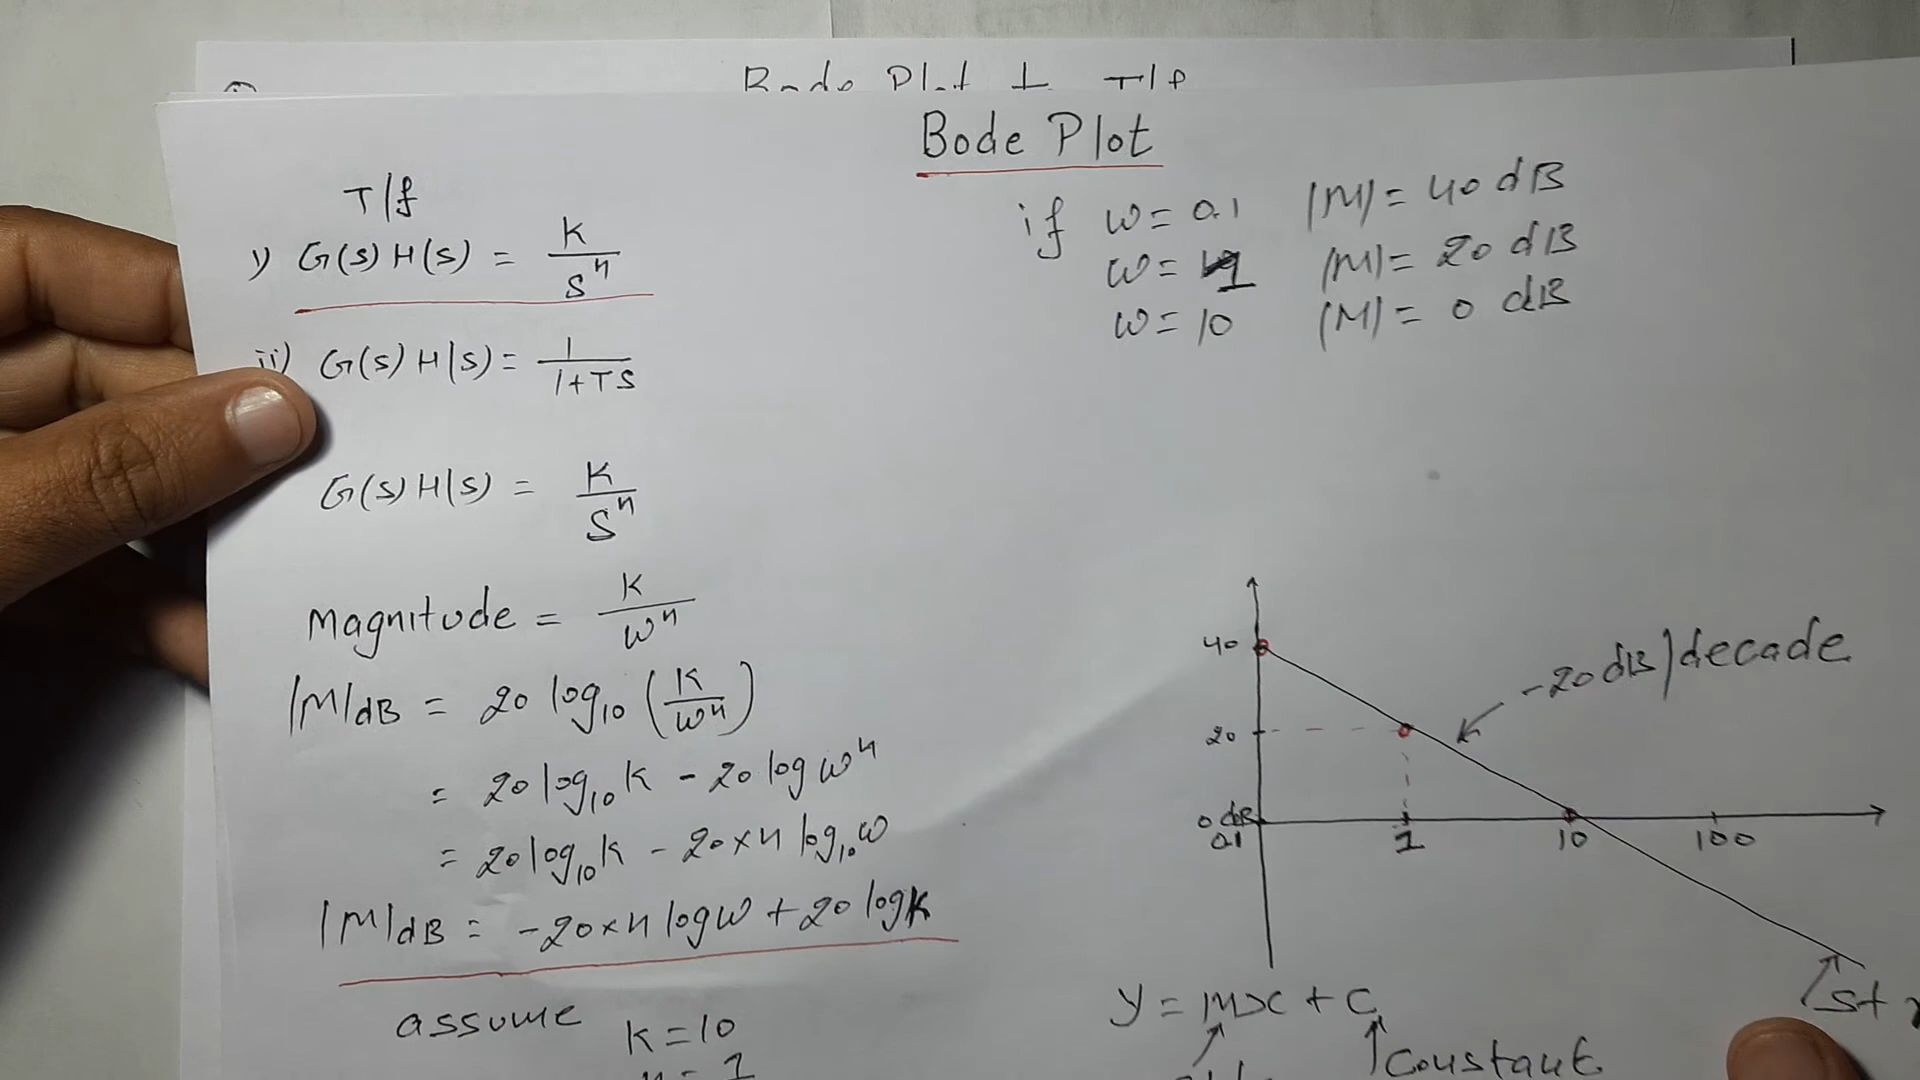 Bode Plot
T/f
i) G(s) H(s) = K / s^n
ii) G(s) H(s) = 1 / 1+TS
G(s) H(s) = K / s^n
Magnitude = K / ω^n
|M|dB = 20 log10 (K / ω^n)
= 20 log10 K - 20 log ω^n
= 20 log10 K - 20×n log10 ω
|M|dB = -20×n log ω + 20 log K
assume K=10
if ω = 0.1 |M| = 40 dB
ω = 1 |M| = 20 dB
ω = 10 |M| = 0 dB
40
-20 dB/decade
20
0 dB
0.1 1 10 100
y = mx + c
constant